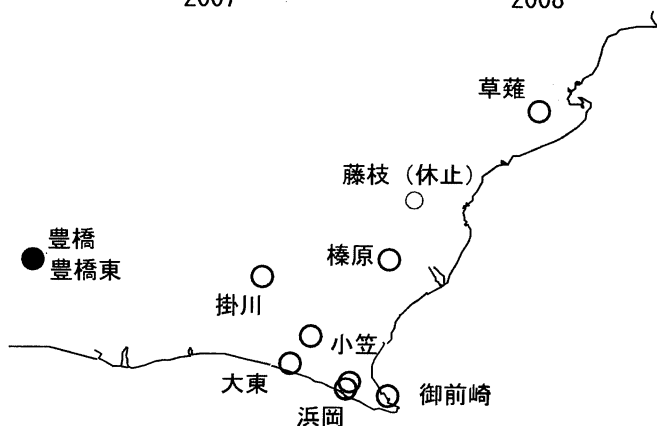 2007
2008
草薙
藤枝（休止）
豊橋
豊橋東
榛原
掛川
小笠
大東
御前崎
浜岡